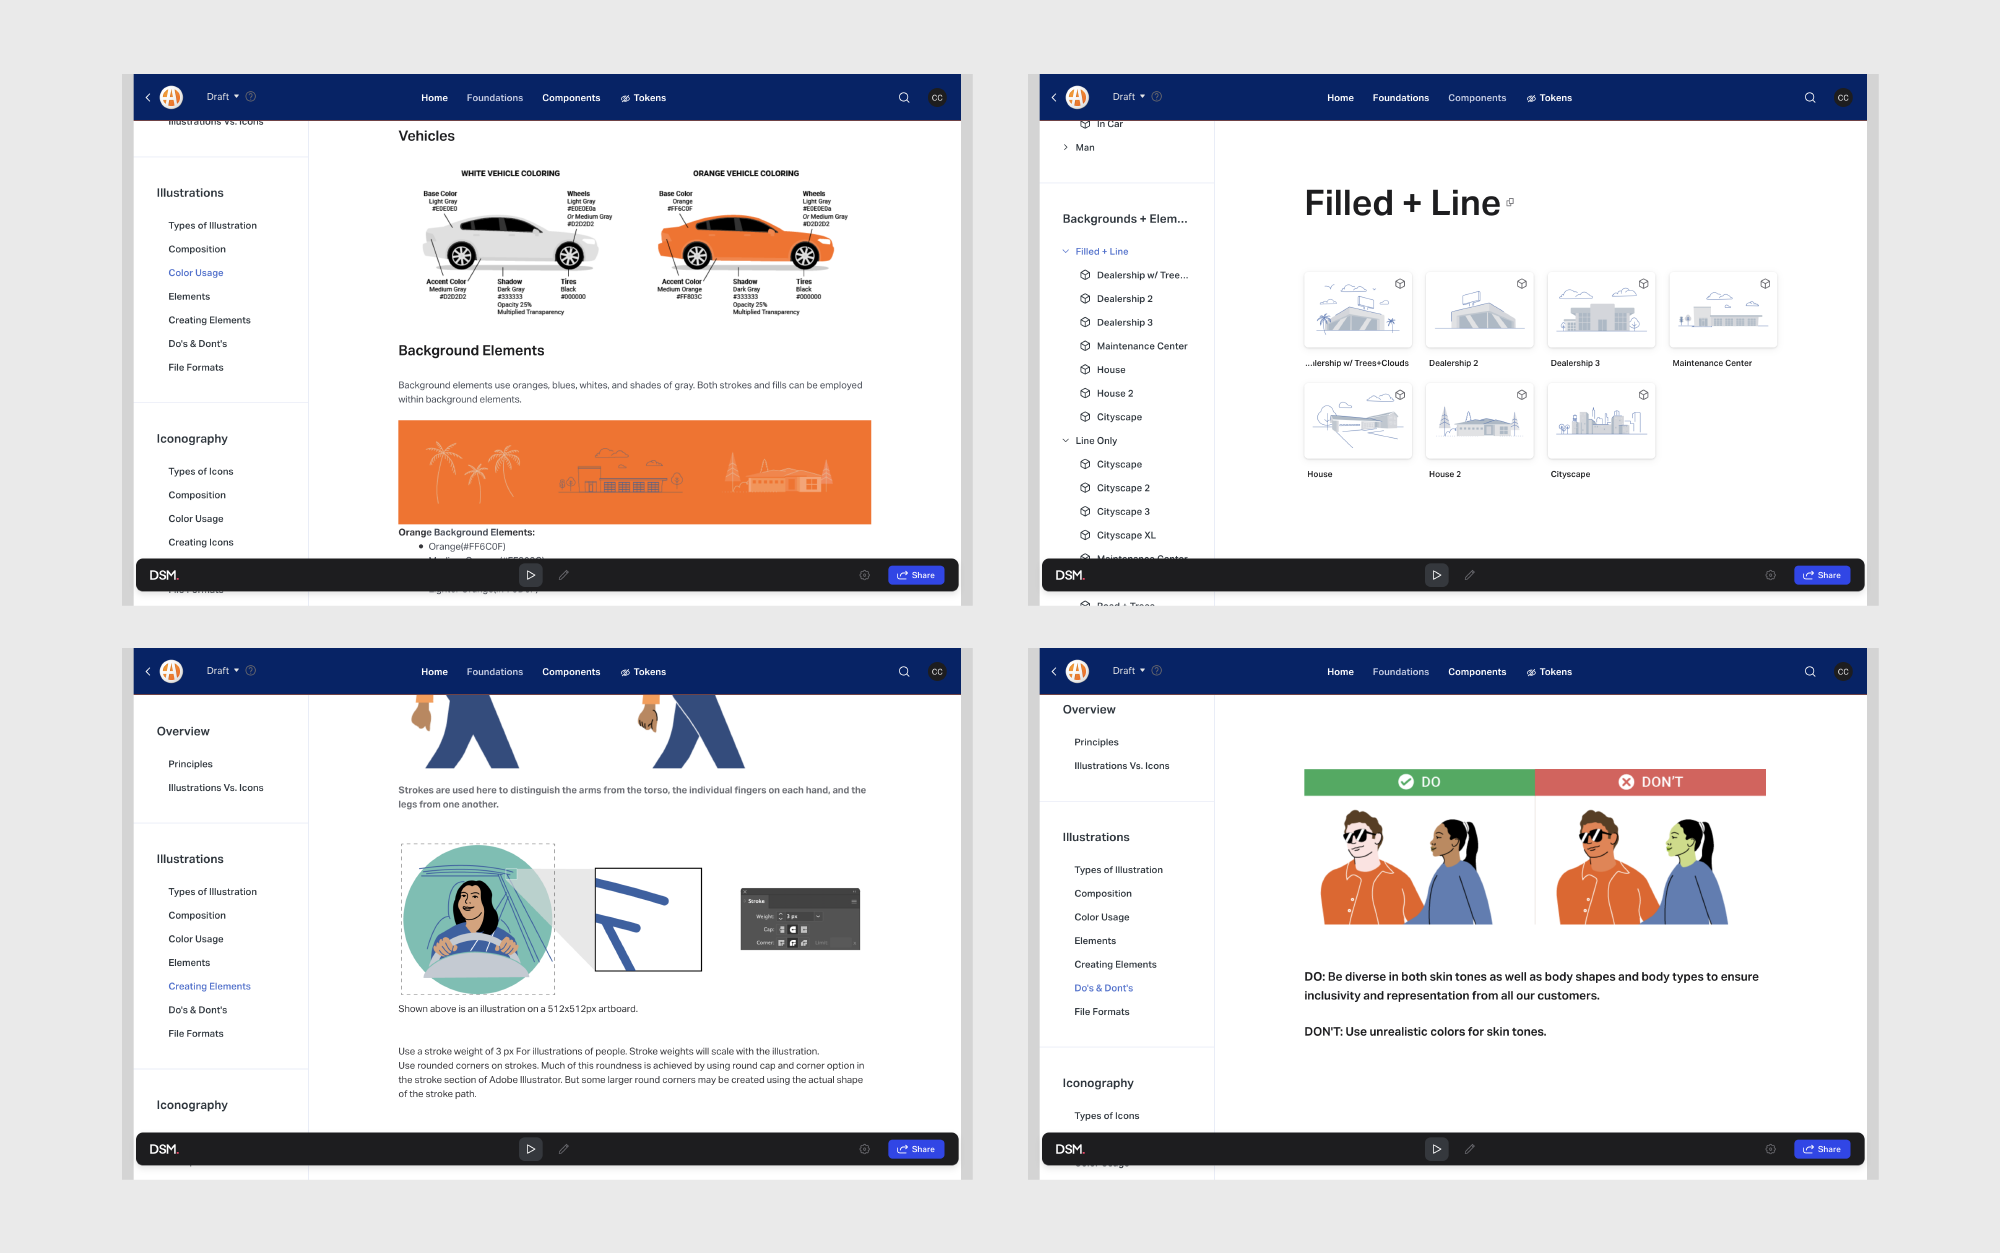 Draft
Home
Foundations
Components
Tokens
CC
Illustrations Vs. Icons
Illustrations
Types of Illustration
Composition
Color Usage
Elements
Creating Elements
Do's & Dont's
File Formats
Iconography
Types of Icons
Composition
Color Usage
Creating Icons
File Formats
Vehicles
WHITE VEHICLE COLORING
Base Color
Light Gray
#E0E0E0
Wheels
Light Gray
#E0E0E0a
Or Medium Gray
#D2D2D2
Accent Color
Medium Gray
#D2D2D2
Shadow
Dark Gray
#333333
Opacity 25%
Multiplied Transparency
Tires
Black
#000000
ORANGE VEHICLE COLORING
Base Color
Orange
#FF6C0F
Wheels
Light Gray
#E0E0E0a
Or Medium Gray
#D2D2D2
Accent Color
Medium Orange
#FF803C
Shadow
Dark Gray
#333333
Opacity 25%
Multiplied Transparency
Tires
Black
#000000
Background Elements
Background elements use oranges, blues, whites, and shades of gray. Both strokes and fills can be employed
within background elements.
Orange Background Elements:
Orange(#FF6C0F)
DSM.
Share
Draft
Home
Foundations
Components
Tokens
CC
In Car
Man
Backgrounds + Elem...
Filled + Line
Dealership w/ Tree...
Dealership 2
Dealership 3
Maintenance Center
House
House 2
Cityscape
Line Only
Cityscape
Cityscape 2
Cityscape 3
Cityscape XL
Maintenance Center
Road + Trees
Filled + Line
...alership w/ Trees+Clouds
Dealership 2
Dealership 3
Maintenance Center
House
House 2
Cityscape
DSM.
Share
Draft
Home
Foundations
Components
Tokens
CC
Overview
Principles
Illustrations Vs. Icons
Illustrations
Types of Illustration
Composition
Color Usage
Elements
Creating Elements
Do's & Dont's
File Formats
Iconography
Strokes are used here to distinguish the arms from the torso, the individual fingers on each hand, and the
legs from one another.
Stroke
Weight: 3 px
Cap:
Corner:
Shown above is an illustration on a 512x512px artboard.
Use a stroke weight of 3 px For illustrations of people. Stroke weights will scale with the illustration.
Use rounded corners on strokes. Much of this roundness is achieved by using round cap and corner option in
the stroke section of Adobe Illustrator. But some larger round corners may be created using the actual shape
of the stroke path.
DSM.
Share
Draft
Home
Foundations
Components
Tokens
CC
Overview
Principles
Illustrations Vs. Icons
Illustrations
Types of Illustration
Composition
Color Usage
Elements
Creating Elements
Do's & Dont's
File Formats
Iconography
Types of Icons
Color Usage
DO
DON'T
DO: Be diverse in both skin tones as well as body shapes and body types to ensure
inclusivity and representation from all our customers.
DON'T: Use unrealistic colors for skin tones.
DSM.
Share